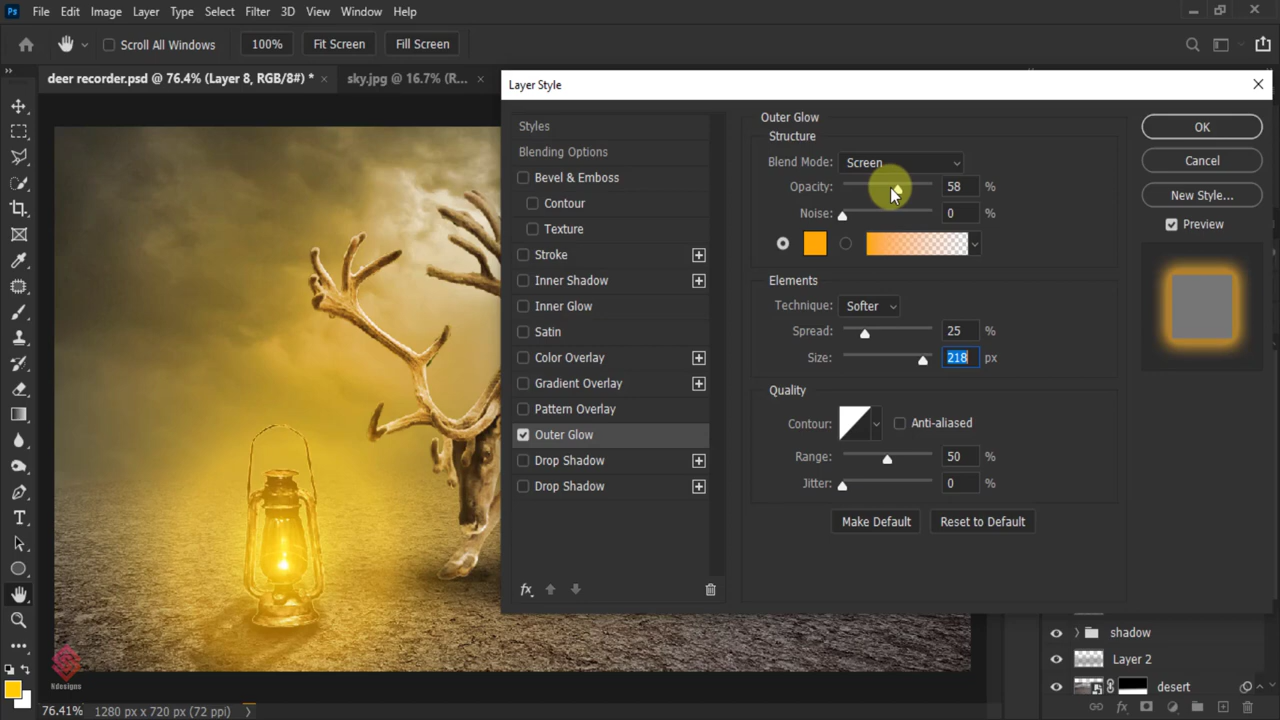 Ps File Edit Image Layer Type Select Filter 3D View Window Help
Scroll All Windows 100% Fit Screen Fill Screen
deer recorder.psd @ 76.4% (Layer 8, RGB/8#) * × sky.jpg @ 16.7% (R... ×
Layer Style
Styles
Blending Options
Bevel & Emboss
Contour
Texture
Stroke
Inner Shadow
Inner Glow
Satin
Color Overlay
Gradient Overlay
Pattern Overlay
Outer Glow
Drop Shadow
Drop Shadow
fx
Outer Glow
Structure
Blend Mode: Screen
Opacity: 58 %
Noise: 0 %
Elements
Technique: Softer
Spread: 25 %
Size: 218 px
Quality
Contour: Anti-aliased
Range: 50 %
Jitter: 0 %
Make Default Reset to Default
OK
Cancel
New Style...
Preview
shadow
Layer 2
desert
fx
Ndesigns
76.41% 1280 px x 720 px (72 ppi)